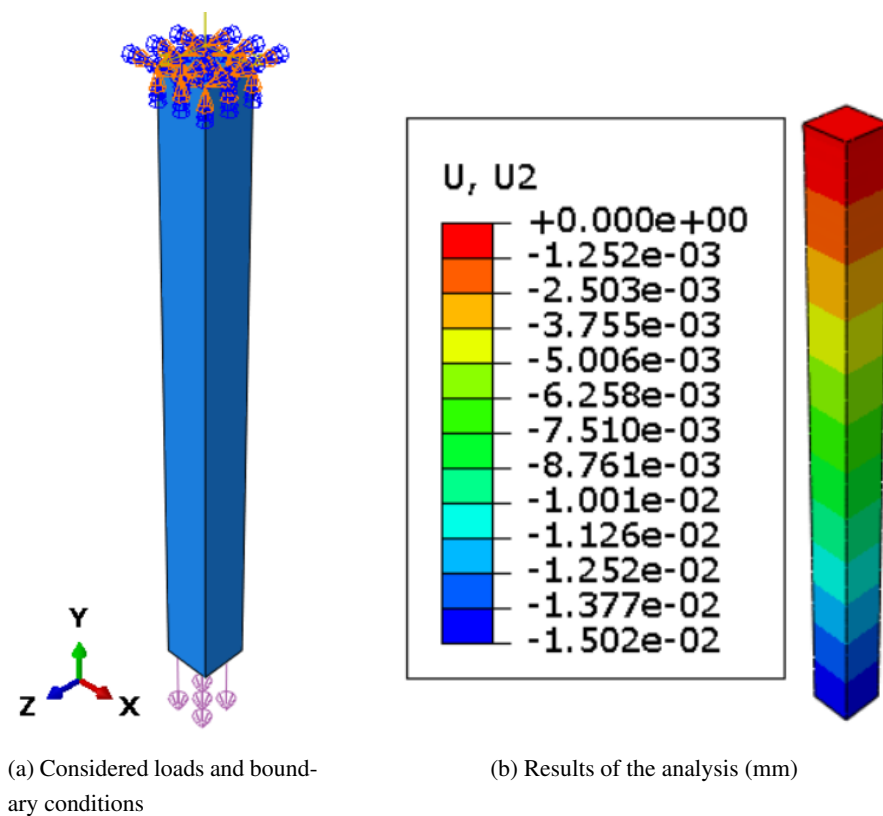 Y
Z
X
U, U2
+0.000e+00
-1.252e-03
-2.503e-03
-3.755e-03
-5.006e-03
-6.258e-03
-7.510e-03
-8.761e-03
-1.001e-02
-1.126e-02
-1.252e-02
-1.377e-02
-1.502e-02
(a) Considered loads and bound-
ary conditions
(b) Results of the analysis (mm)